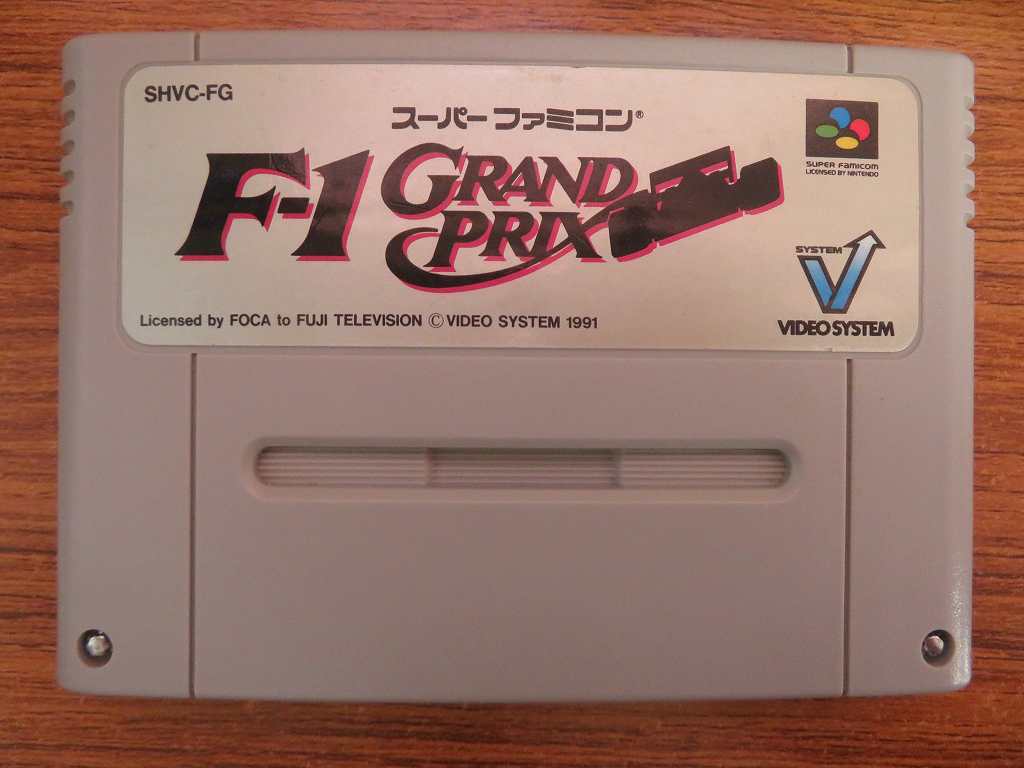 SHVC-FG
スーパーファミコン®
F-1 GRAND PRIX
SUPER FAMICOM
LICENSED BY NINTENDO
SYSTEM
V
VIDEO SYSTEM
Licensed by FOCA to FUJI TELEVISION © VIDEO SYSTEM 1991